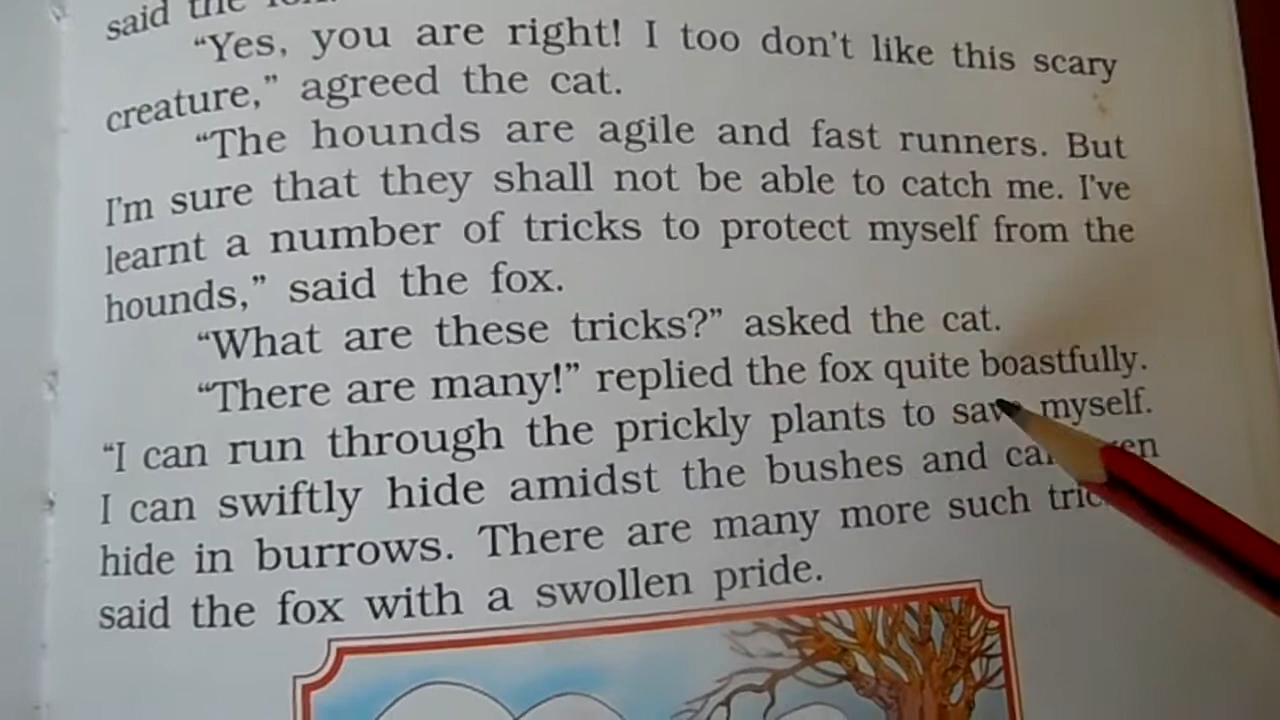 said the
“Yes, you are right! I too don't like this scary
creature,” agreed the cat.
“The hounds are agile and fast runners. But
I'm sure that they shall not be able to catch me. I've
learnt a number of tricks to protect myself from the
hounds,” said the fox.
“What are these tricks?” asked the cat.
“There are many!” replied the fox quite boastfully.
“I can run through the prickly plants to save myself.
I can swiftly hide amidst the bushes and can
hide in burrows. There are many more such
said the fox with a swollen pride.